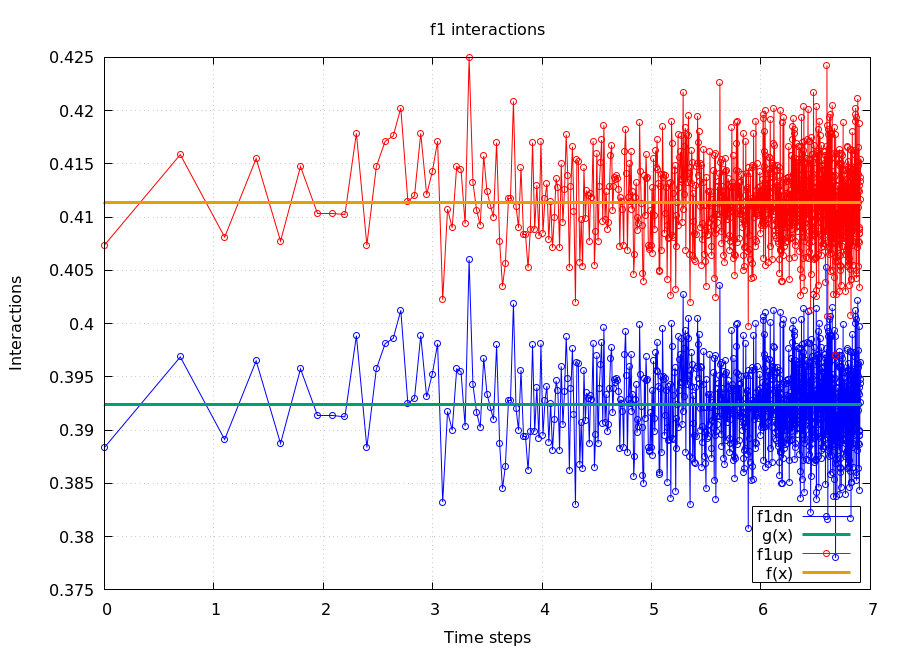 f1 interactions
Interactions
0.425
0.42
0.415
0.41
0.405
0.4
0.395
0.39
0.385
0.38
0.375
f1dn
g(x)
f1up
f(x)
0 1 2 3 4 5 6 7
Time steps